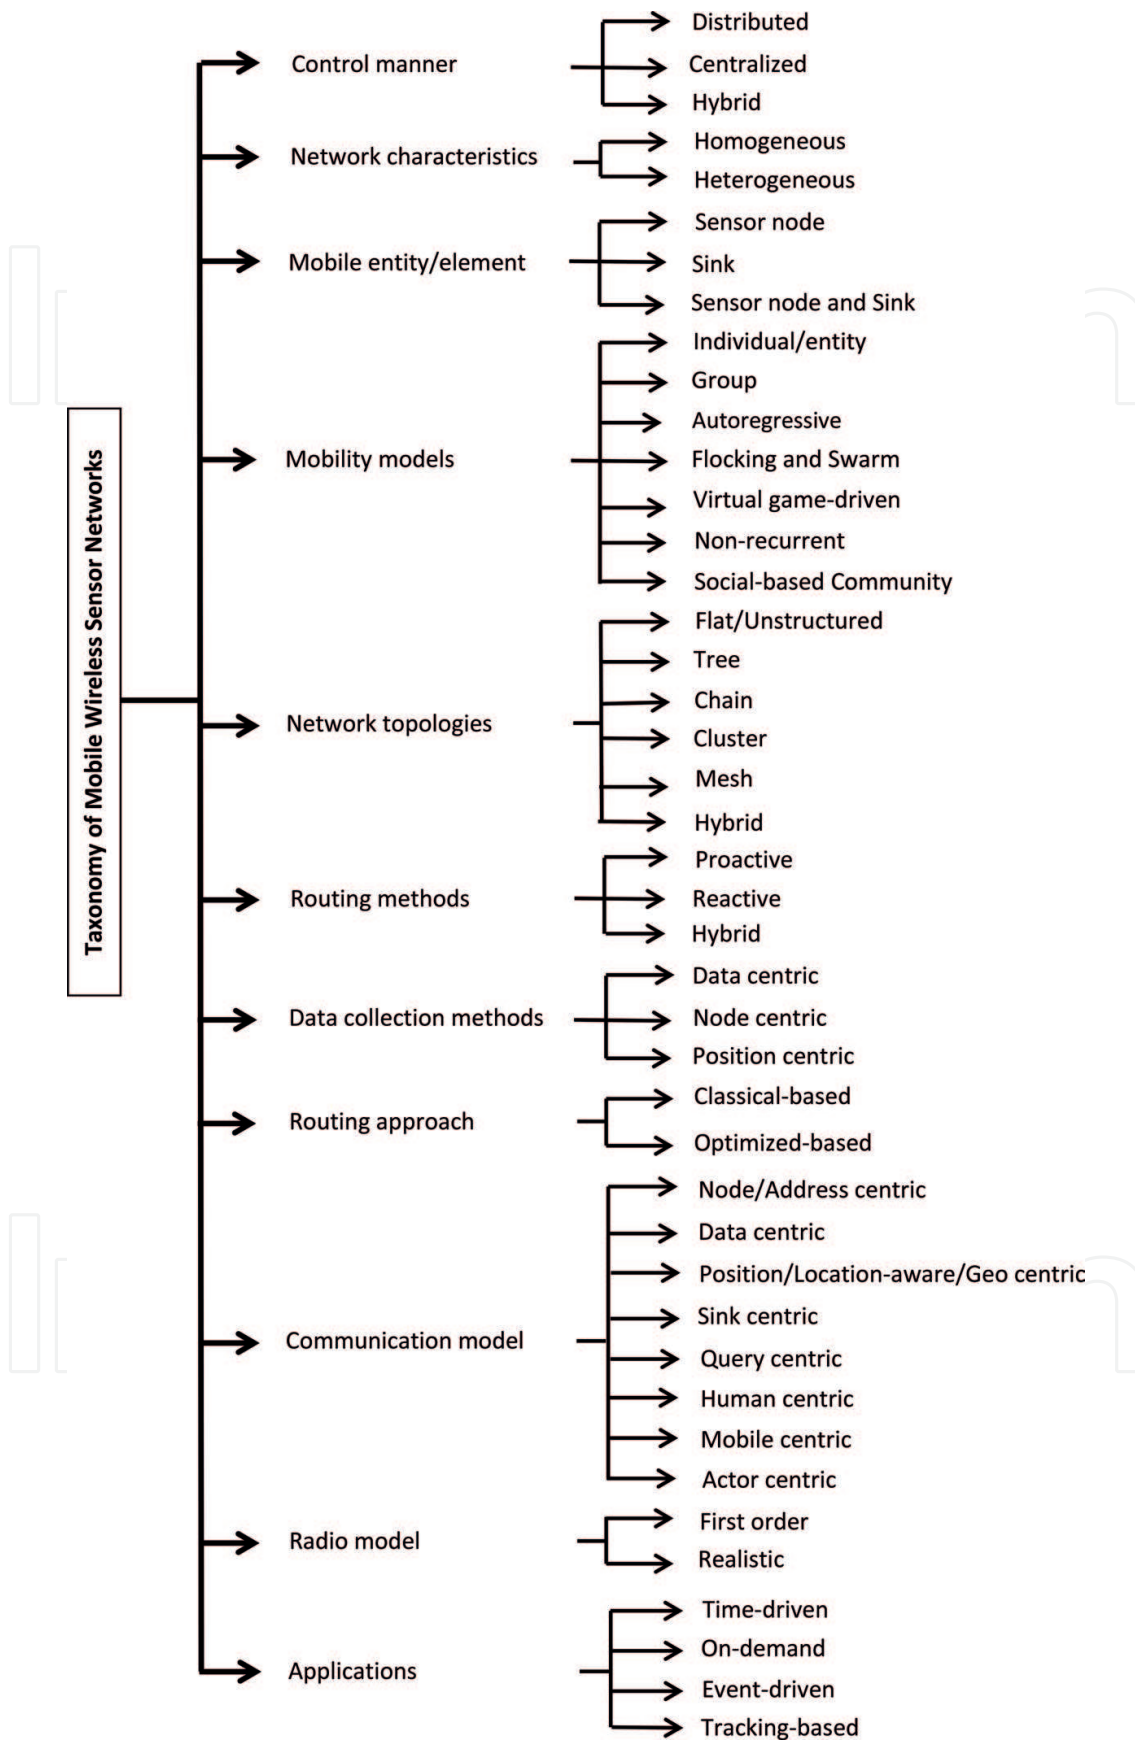 Taxonomy of Mobile Wireless Sensor Networks
Control manner
Distributed
Centralized
Hybrid
Network characteristics
Homogeneous
Heterogeneous
Mobile entity/element
Sensor node
Sink
Sensor node and Sink
Mobility models
Individual/entity
Group
Autoregressive
Flocking and Swarm
Virtual game-driven
Non-recurrent
Social-based Community
Network topologies
Flat/Unstructured
Tree
Chain
Cluster
Mesh
Hybrid
Routing methods
Proactive
Reactive
Hybrid
Data collection methods
Data centric
Node centric
Position centric
Routing approach
Classical-based
Optimized-based
Communication model
Node/Address centric
Data centric
Position/Location-aware/Geo centric
Sink centric
Query centric
Human centric
Mobile centric
Actor centric
Radio model
First order
Realistic
Applications
Time-driven
On-demand
Event-driven
Tracking-based